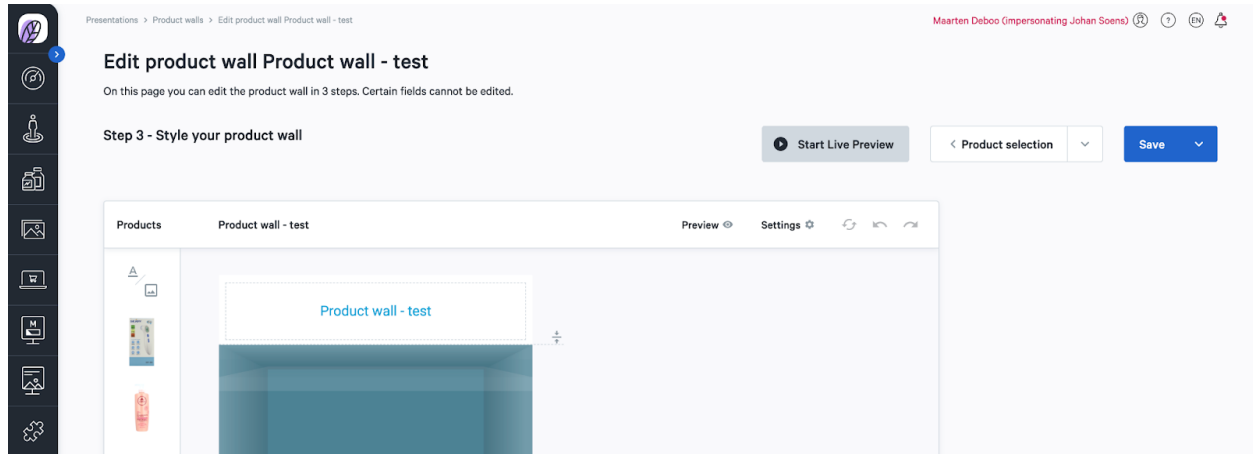 Presentations > Product walls > Edit product wall Product wall - test
Maarten Deboo (impersonating Johan Soens)
?
EN
Edit product wall Product wall - test
On this page you can edit the product wall in 3 steps. Certain fields cannot be edited.
Step 3 - Style your product wall
Start Live Preview
< Product selection
Save
Products
Product wall - test
Preview
Settings
A
Product wall - test
M